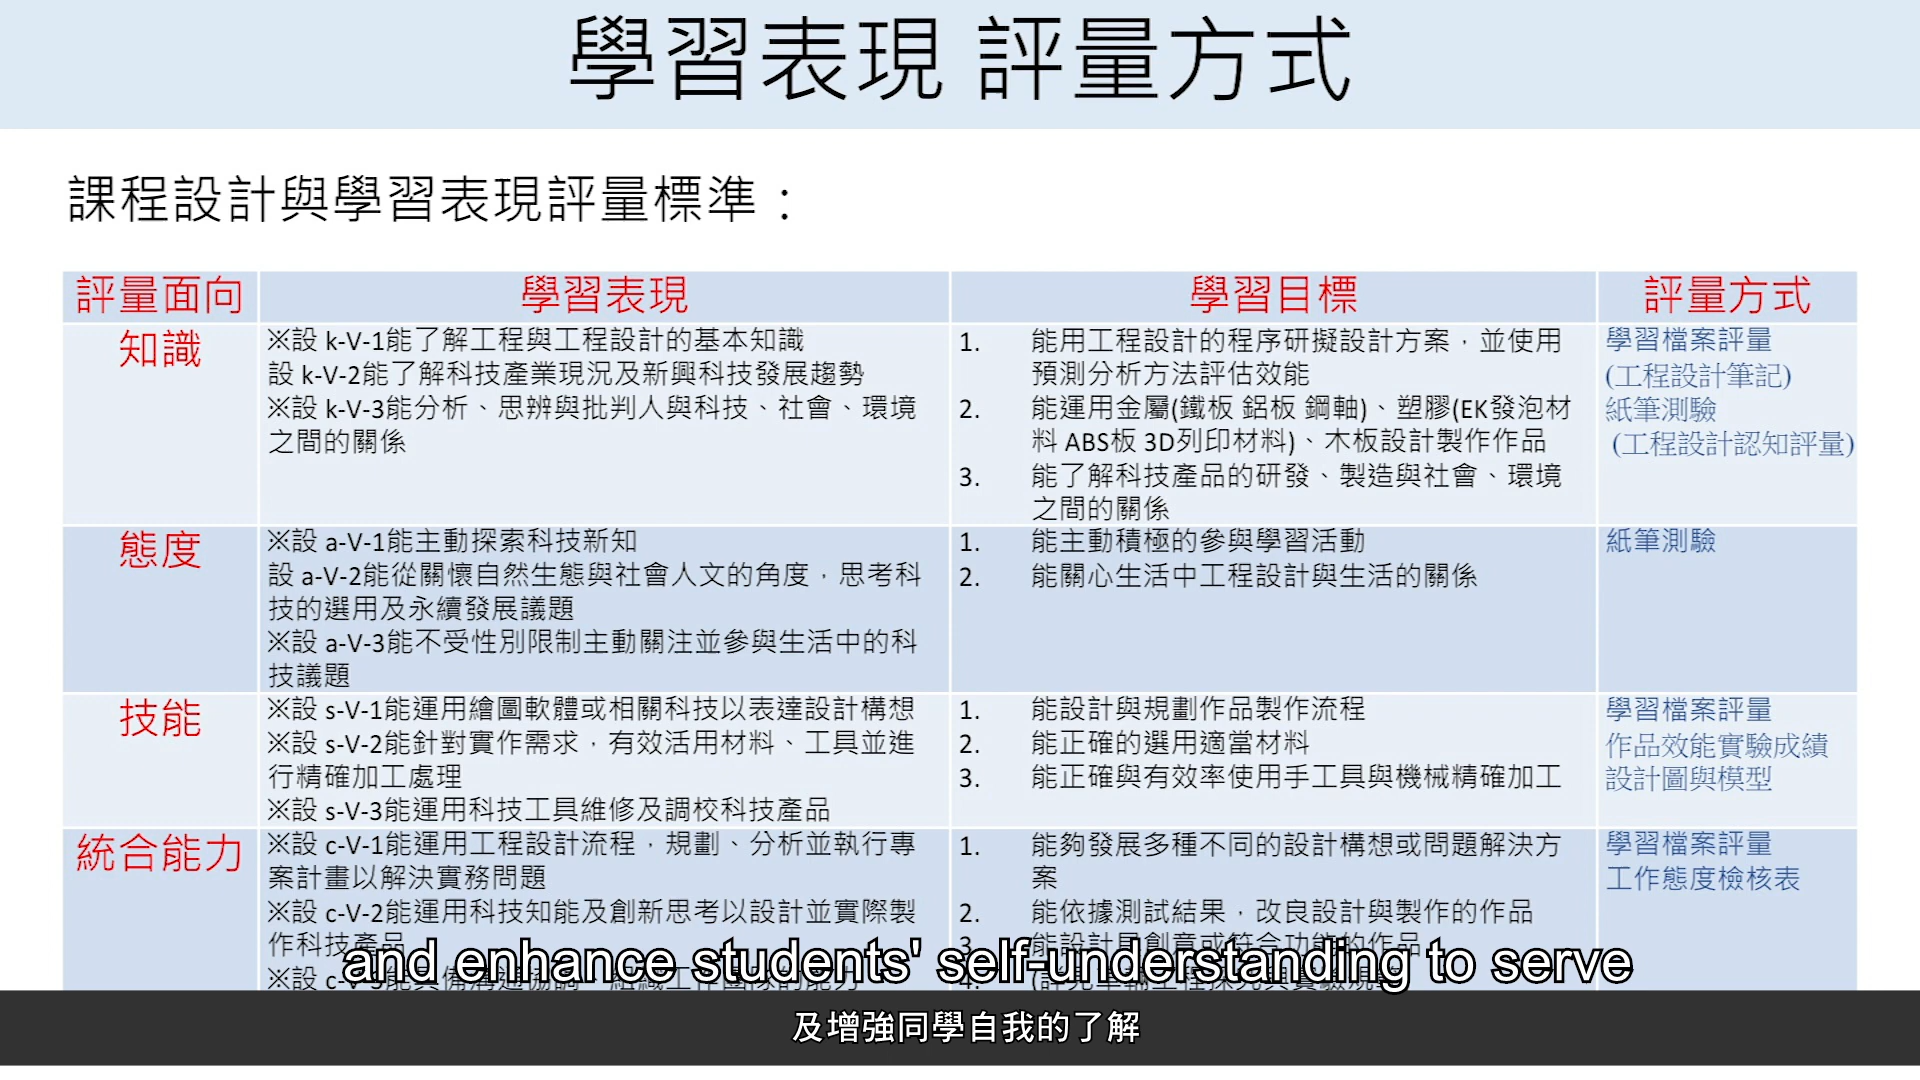 學習表現 評量方式
課程設計與學習表現評量標準：
評量面向
學習表現
學習目標
評量方式
知識
※設 k-V-1能了解工程與工程設計的基本知識
設 k-V-2能了解科技產業現況及新興科技發展趨勢
※設 k-V-3能分析、思辨與批判人與科技、社會、環境
之間的關係
1. 能用工程設計的程序研擬設計方案，並使用
預測分析方法評估效能
2. 能運用金屬(鐵板 鋁板 鋼軸)、塑膠(EK發泡材
料 ABS板 3D列印材料)、木板設計製作作品
3. 能了解科技產品的研發、製造與社會、環境
之間的關係
學習檔案評量
(工程設計筆記)
紙筆測驗
(工程設計認知評量)
態度
※設 a-V-1能主動探索科技新知
設 a-V-2能從關懷自然生態與社會人文的角度，思考科
技的選用及永續發展議題
※設 a-V-3能不受性別限制主動關注並參與生活中的科
技議題
1. 能主動積極的參與學習活動
2. 能關心生活中工程設計與生活的關係
紙筆測驗
技能
※設 s-V-1能運用繪圖軟體或相關科技以表達設計構想
※設 s-V-2能針對實作需求，有效活用材料、工具並進
行精確加工處理
※設 s-V-3能運用科技工具維修及調校科技產品
1. 能設計與規劃作品製作流程
2. 能正確的選用適當材料
3. 能正確與有效率使用手工具與機械精確加工
學習檔案評量
作品效能實驗成績
設計圖與模型
統合能力
※設 c-V-1能運用工程設計流程，規劃、分析並執行專
案計畫以解決實務問題
※設 c-V-2能運用科技知能及創新思考以設計並實際製
作科技產品
1. 能夠發展多種不同的設計構想或問題解決方
案
2. 能依據測試結果，改良設計與製作的作品
3. 能設計具創意或符合功能的作品
學習檔案評量
工作態度檢核表
and enhance students' self-understanding to serve
及增強同學自我的了解